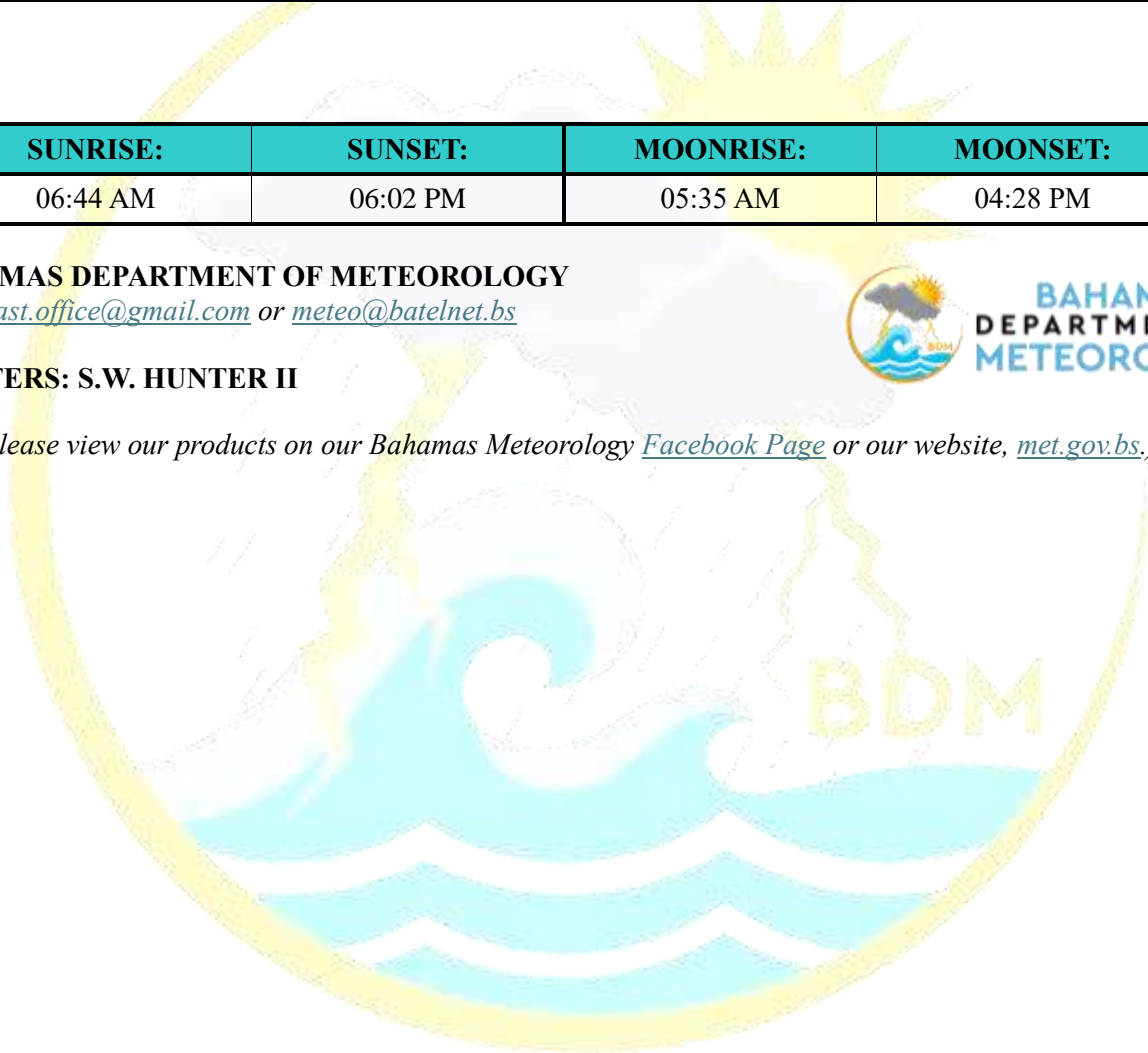 SUNRISE: SUNSET: MOONRISE: MOONSET:
06:44 AM 06:02 PM 05:35 AM 04:28 PM
MAS DEPARTMENT OF METEOROLOGY
ast.office@gmail.com or meteo@batelnet.bs
BAHAM
DEPARTME
METEORO
BDM
TERS: S.W. HUNTER II
lease view our products on our Bahamas Meteorology Facebook Page or our website, met.gov.bs.
BDM